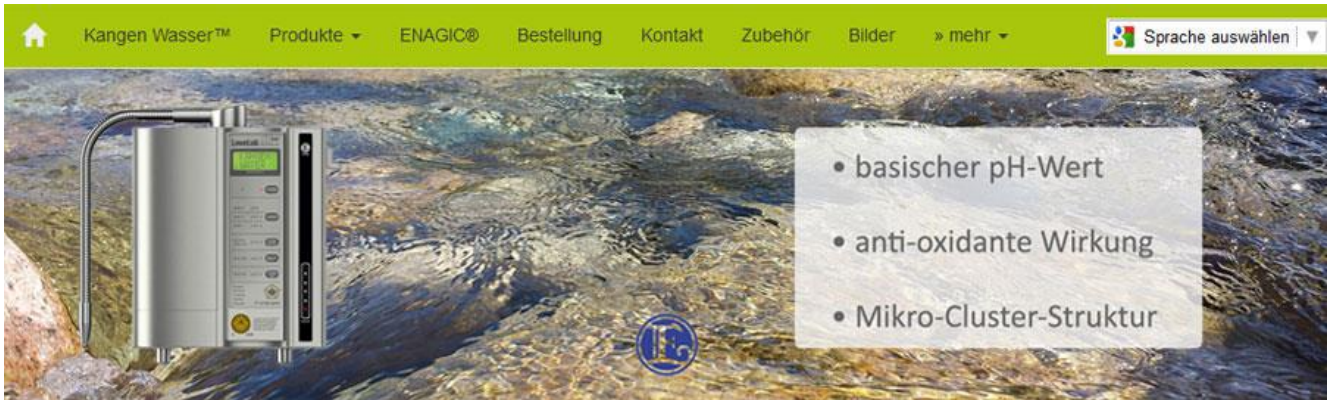 Kangen Wasser™ Produkte ENAGIC® Bestellung Kontakt Zubehör Bilder » mehr Sprache auswählen
LeveLuk
• basischer pH-Wert
• anti-oxidante Wirkung
• Mikro-Cluster-Struktur
E